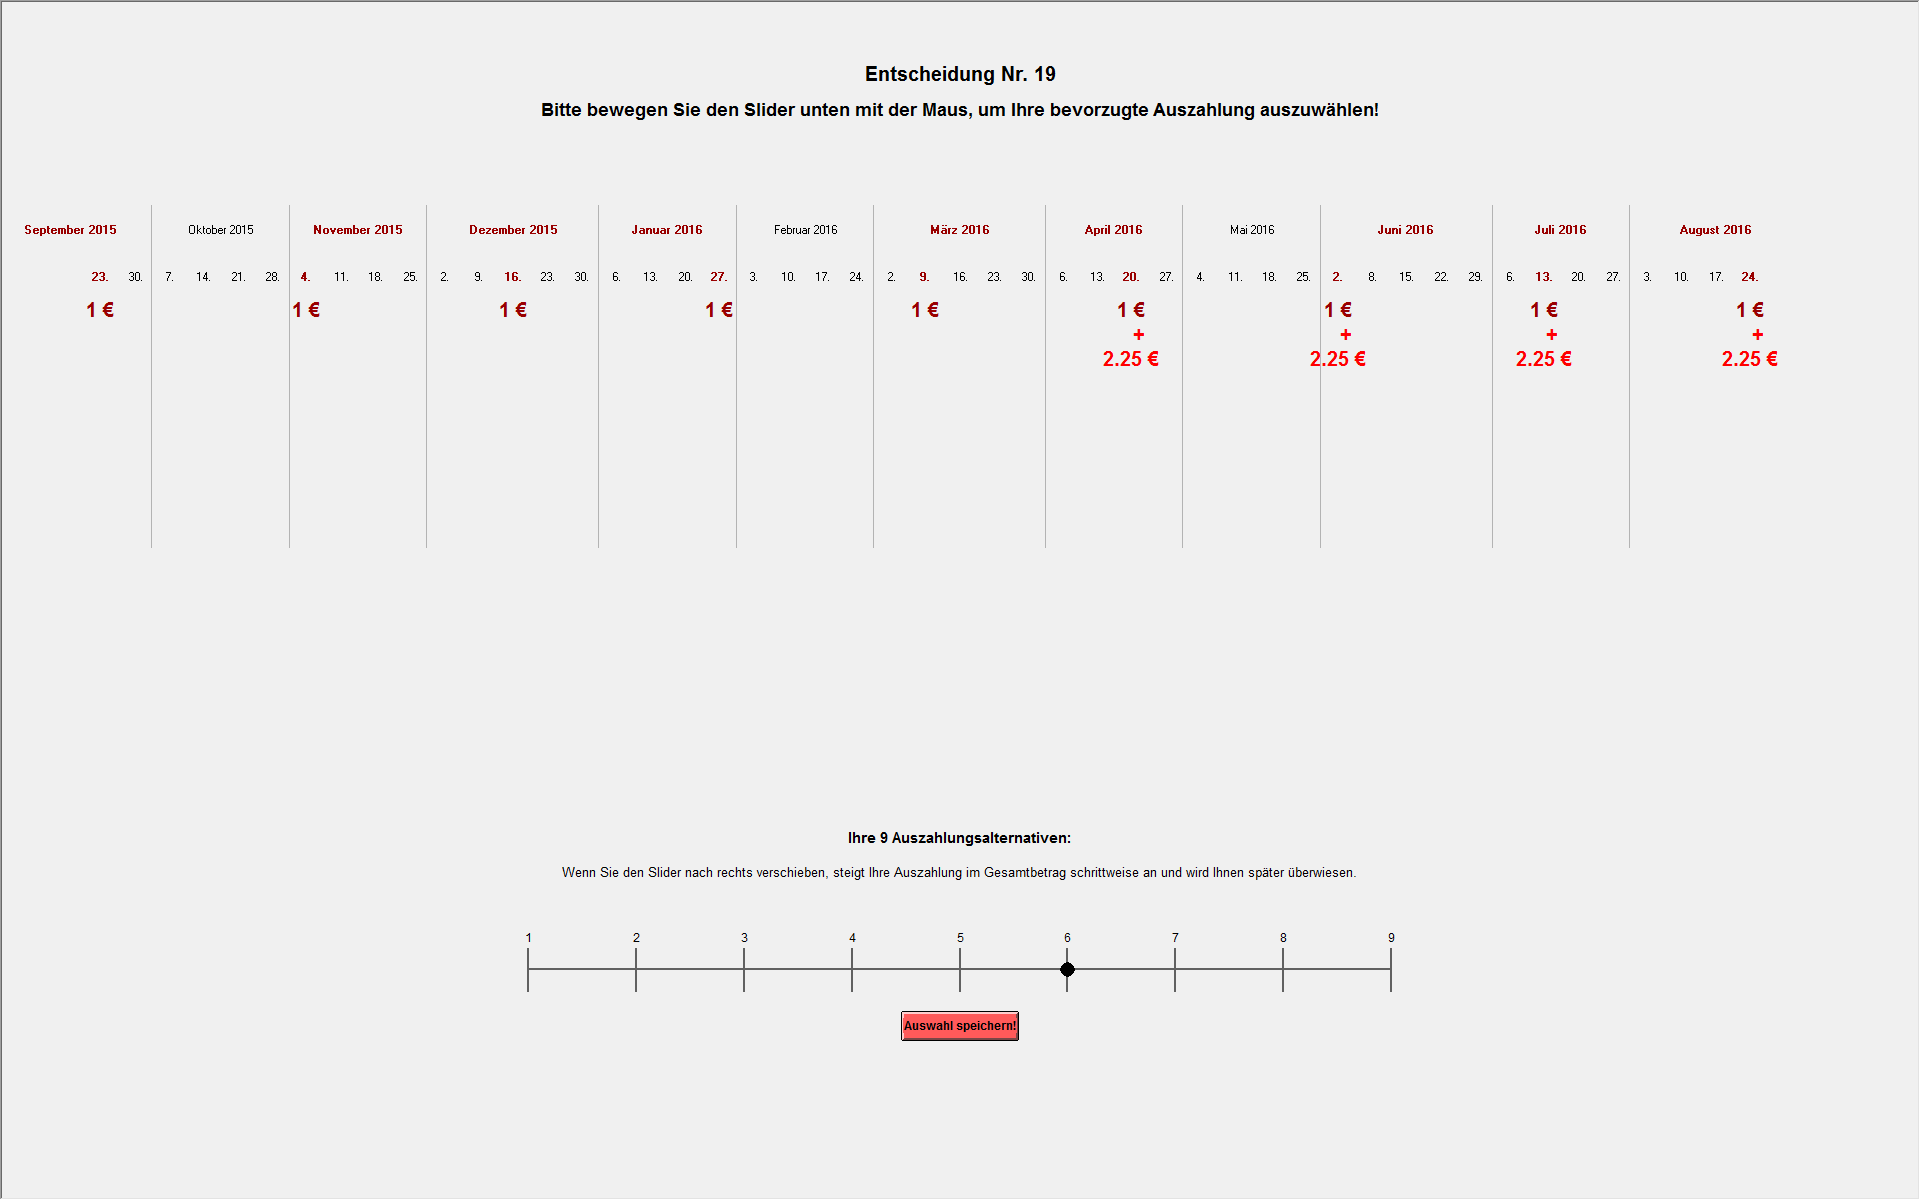 Entscheidung Nr. 19
Bitte bewegen Sie den Slider unten mit der Maus, um Ihre bevorzugte Auszahlung auszuwählen!
September 2015 Oktober 2015 November 2015 Dezember 2015 Januar 2016 Februar 2016 März 2016 April 2016 Mai 2016 Juni 2016 Juli 2016 August 2016
23. 30. 7. 14. 21. 28. 4. 11. 18. 25. 2. 9. 16. 23. 30. 6. 13. 20. 27. 3. 10. 17. 24. 2. 9. 16. 23. 30. 6. 13. 20. 27. 4. 11. 18. 25. 2. 8. 15. 22. 29. 6. 13. 20. 27. 3. 10. 17. 24.
1 € 1 € 1 € 1 € 1 € 1 € 1 € 1 € 1 €
+ + + +
2.25 € 2.25 € 2.25 € 2.25 €
Ihre 9 Auszahlungsalternativen:
Wenn Sie den Slider nach rechts verschieben, steigt Ihre Auszahlung im Gesamtbetrag schrittweise an und wird Ihnen später überwiesen.
1 2 3 4 5 6 7 8 9
Auswahl speichern!